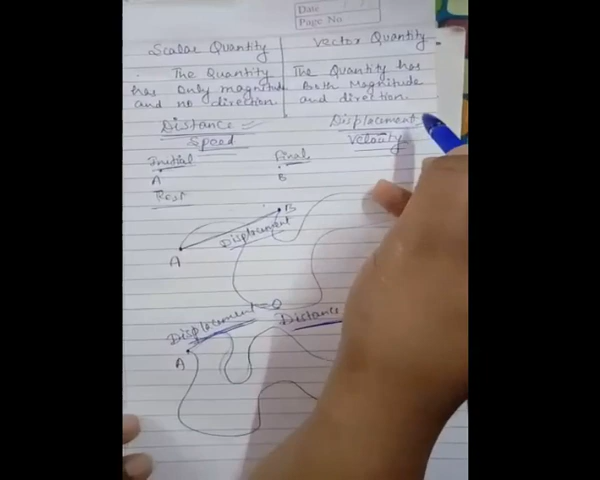 Date
Page No
Scalar Quantity
Vector Quantity
The Quantity
has Only magnitude
and no direction
The Quantity has
Both Magnitude
and direction.
Distance
Speed
Displacement
Velocity
Initial
A
Rest
Final
B
B
Displacement
A
Displacement = 0
Distance
A